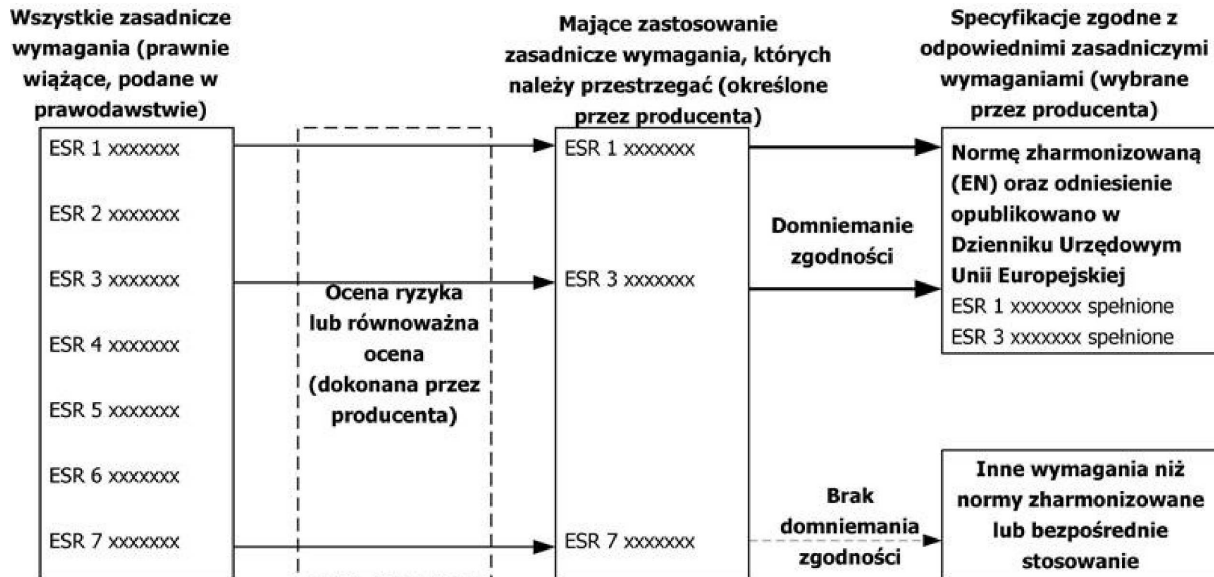 Wszystkie zasadnicze
wymagania (prawnie
wiążące, podane w
prawodawstwie)
ESR 1 xxxxxxx
ESR 2 xxxxxxx
ESR 3 xxxxxxx
ESR 4 xxxxxxx
ESR 5 xxxxxxx
ESR 6 xxxxxxx
ESR 7 xxxxxxx
Ocena ryzyka
lub równoważna
ocena
(dokonana przez
producenta)
Mające zastosowanie
zasadnicze wymagania, których
należy przestrzegać (określone
przez producenta)
ESR 1 xxxxxxx
ESR 3 xxxxxxx
ESR 7 xxxxxxx
Domniemanie
zgodności
Brak
domniemania
zgodności
Specyfikacje zgodne z
odpowiednimi zasadniczymi
wymaganiami (wybrane
przez producenta)
Normę zharmonizowaną
(EN) oraz odniesienie
opublikowano w
Dzienniku Urzędowym
Unii Europejskiej
ESR 1 xxxxxxx spełnione
ESR 3 xxxxxxx spełnione
Inne wymagania niż
normy zharmonizowane
lub bezpośrednie
stosowanie